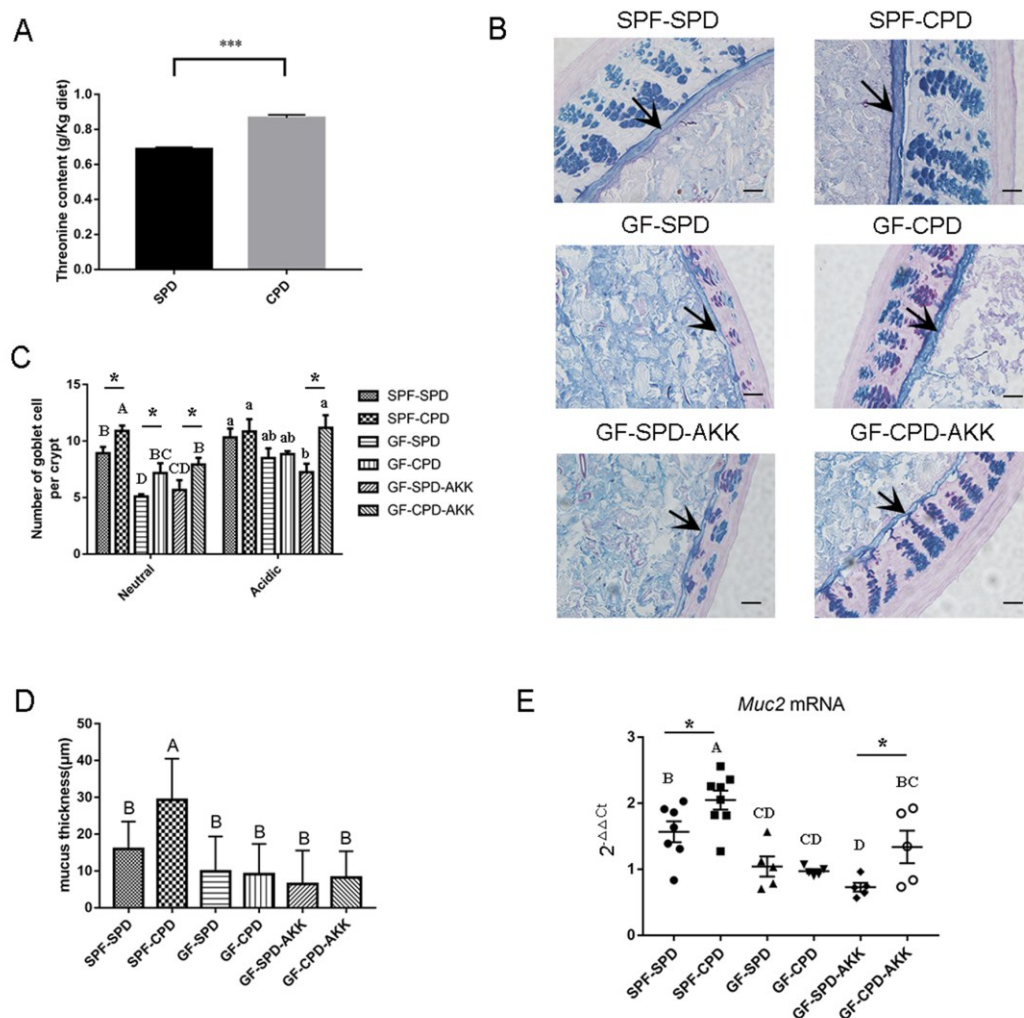 A
***
Threonine content (g/Kg diet)
1.0
0.8
0.6
0.4
0.2
0.0
SPD
CPD
B
SPF-SPD
SPF-CPD
GF-SPD
GF-CPD
GF-SPD-AKK
GF-CPD-AKK
C
Number of goblet cell
per crypt
15
10
5
0
B
*
A
D
*
BC
CD
*
B
a
a
ab
ab
b
*
a
Neutral
Acidic
SPF-SPD
SPF-CPD
GF-SPD
GF-CPD
GF-SPD-AKK
GF-CPD-AKK
D
mucus thickness(μm)
50
40
30
20
10
0
B
A
B
B
B
B
SPF-SPD
SPF-CPD
GF-SPD
GF-CPD
GF-SPD-AKK
GF-CPD-AKK
E
Muc2 mRNA
2-ΔΔCt
3
2
1
0
*
B
A
CD
CD
D
*
BC
SPF-SPD
SPF-CPD
GF-SPD
GF-CPD
GF-SPD-AKK
GF-CPD-AKK